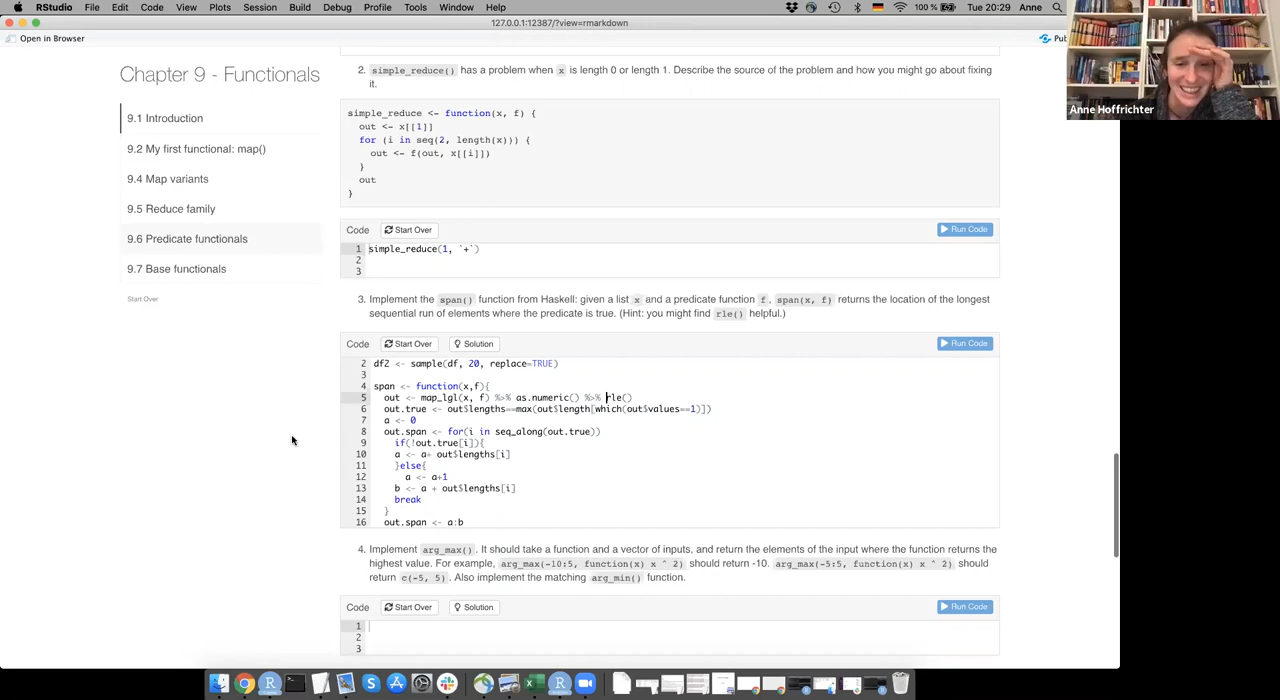 RStudio File Edit Code View Plots Session Build Debug Profile Tools Window Help 100 % Tue 20:29 Anne
127.0.0.1:12387/?view=rmarkdown
Open in Browser
Anne Hoffrichter
Chapter 9 - Functionals
9.1 Introduction
9.2 My first functional: map()
9.4 Map variants
9.5 Reduce family
9.6 Predicate functionals
9.7 Base functionals
Start Over
2. simple_reduce() has a problem when x is length 0 or length 1. Describe the source of the problem and how you might go about fixing
it.
simple_reduce <- function(x, f) {
out <- x[[1]]
for (i in seq(2, length(x))) {
out <- f(out, x[[i]])
}
out
}
Code Start Over Run Code
1 simple_reduce(1, `+`)
2
3
3. Implement the span() function from Haskell: given a list x and a predicate function f, span(x, f) returns the location of the longest
sequential run of elements where the predicate is true. (Hint: you might find rle() helpful.)
Code Start Over Solution Run Code
2 df2 <- sample(df, 20, replace=TRUE)
3
4 span <- function(x,f){
5 out <- map_lgl(x, f) %>% as.numeric() %>% rle()
6 out.true <- out$lengths==max(out$length[which(out$values==1)])
7 a <- 0
8 out.span <- for(i in seq_along(out.true))
9 if(!out.true[i]){
10 a <- a+ out$lengths[i]
11 }else{
12 a <- a+1
13 b <- a + out$lengths[i]
14 break
15 }
16 out.span <- a:b
4. Implement arg_max(). It should take a function and a vector of inputs, and return the elements of the input where the function returns the
highest value. For example, arg_max(-10:5, function(x) x ^ 2) should return -10. arg_max(-5:5, function(x) x ^ 2) should
return c(-5, 5). Also implement the matching arg_min() function.
Code Start Over Solution Run Code
1
2
3